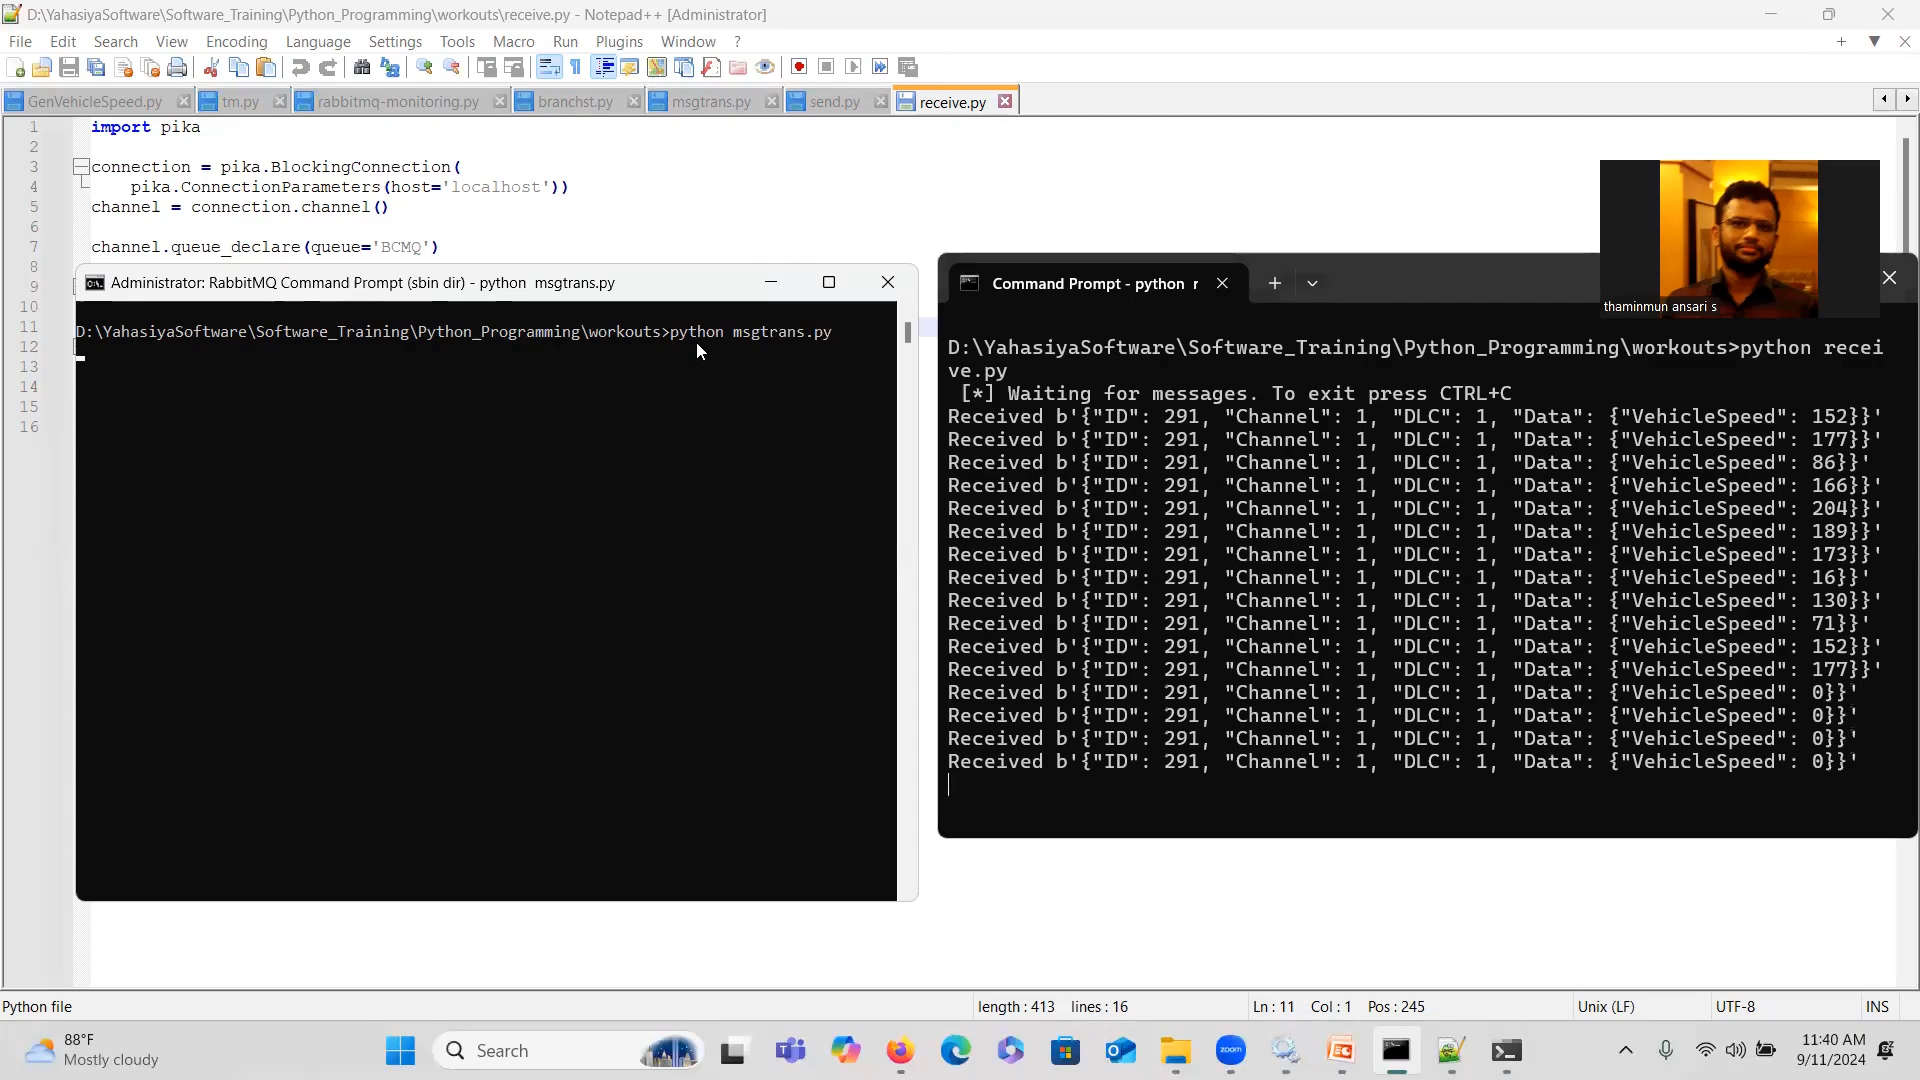 D:\YahasiyaSoftware\Software_Training\Python_Programming\workouts\receive.py - Notepad++ [Administrator]
File Edit Search View Encoding Language Settings Tools Macro Run Plugins Window ?
GenVehicleSpeed.py tm.py rabbitmq-monitoring.py branchst.py msgtrans.py send.py receive.py
1 import pika
2
3 connection = pika.BlockingConnection(
4 pika.ConnectionParameters(host='localhost'))
5 channel = connection.channel()
6
7 channel.queue_declare(queue='BCMQ')
8
9
10
11
12
13
14
15
16
Administrator: RabbitMQ Command Prompt (sbin dir) - python msgtrans.py
D:\YahasiyaSoftware\Software_Training\Python_Programming\workouts>python msgtrans.py
thaminmun ansari s
Command Prompt - python r
D:\YahasiyaSoftware\Software_Training\Python_Programming\workouts>python recei
ve.py
[*] Waiting for messages. To exit press CTRL+C
Received b'{"ID": 291, "Channel": 1, "DLC": 1, "Data": {"VehicleSpeed": 152}}'
Received b'{"ID": 291, "Channel": 1, "DLC": 1, "Data": {"VehicleSpeed": 177}}'
Received b'{"ID": 291, "Channel": 1, "DLC": 1, "Data": {"VehicleSpeed": 86}}'
Received b'{"ID": 291, "Channel": 1, "DLC": 1, "Data": {"VehicleSpeed": 166}}'
Received b'{"ID": 291, "Channel": 1, "DLC": 1, "Data": {"VehicleSpeed": 204}}'
Received b'{"ID": 291, "Channel": 1, "DLC": 1, "Data": {"VehicleSpeed": 189}}'
Received b'{"ID": 291, "Channel": 1, "DLC": 1, "Data": {"VehicleSpeed": 173}}'
Received b'{"ID": 291, "Channel": 1, "DLC": 1, "Data": {"VehicleSpeed": 16}}'
Received b'{"ID": 291, "Channel": 1, "DLC": 1, "Data": {"VehicleSpeed": 130}}'
Received b'{"ID": 291, "Channel": 1, "DLC": 1, "Data": {"VehicleSpeed": 71}}'
Received b'{"ID": 291, "Channel": 1, "DLC": 1, "Data": {"VehicleSpeed": 152}}'
Received b'{"ID": 291, "Channel": 1, "DLC": 1, "Data": {"VehicleSpeed": 177}}'
Received b'{"ID": 291, "Channel": 1, "DLC": 1, "Data": {"VehicleSpeed": 0}}'
Received b'{"ID": 291, "Channel": 1, "DLC": 1, "Data": {"VehicleSpeed": 0}}'
Received b'{"ID": 291, "Channel": 1, "DLC": 1, "Data": {"VehicleSpeed": 0}}'
Received b'{"ID": 291, "Channel": 1, "DLC": 1, "Data": {"VehicleSpeed": 0}}'
Python file length : 413 lines : 16 Ln : 11 Col : 1 Pos : 245 Unix (LF) UTF-8 INS
88°F
Mostly cloudy
Search
zoom
11:40 AM
9/11/2024